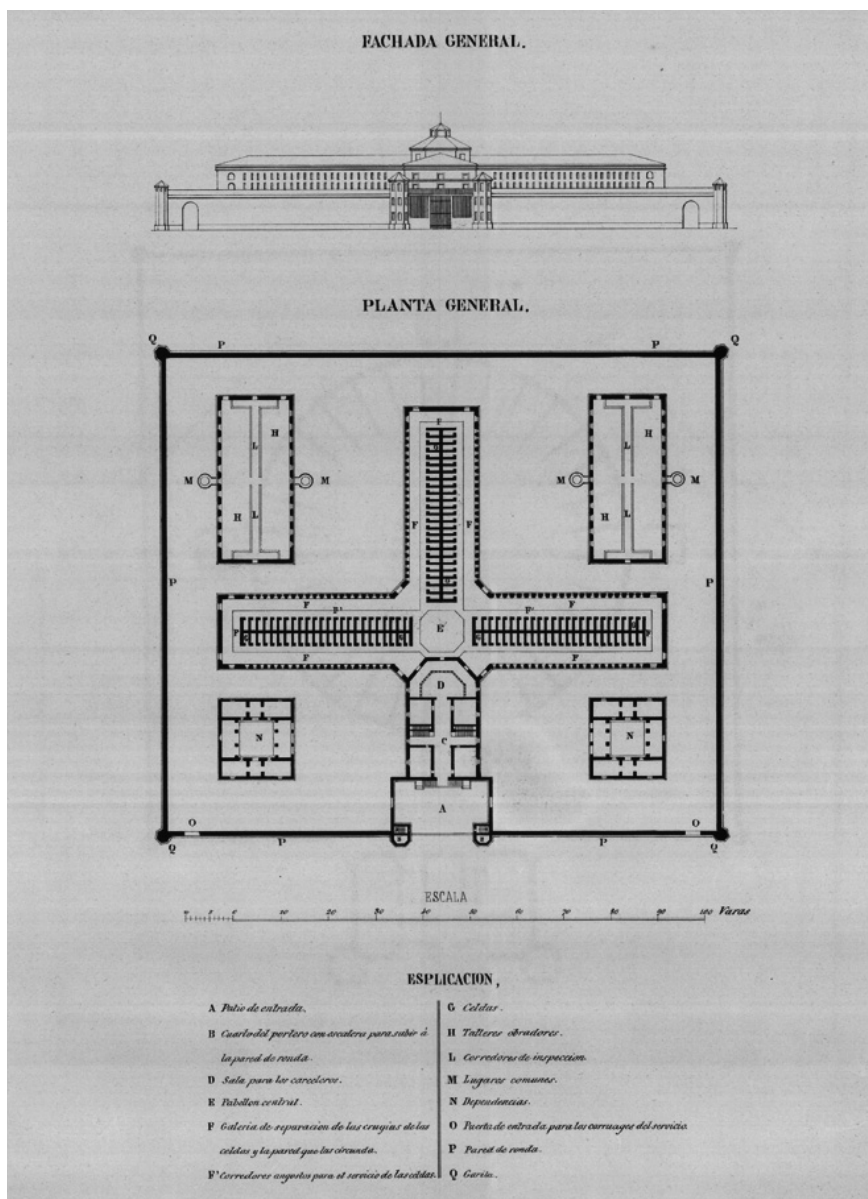 FACHADA GENERAL.
PLANTA GENERAL.
Q P P Q
F
H L G L H
M M M M
H L F F L H
P P
G
F F' F' F
F G G E G G F
F F
D
N C N
A
O O
Q P B B P Q
ESCALA
10 5 0 10 20 30 40 50 60 70 80 90 100 Varas
ESPLICACION,
A Patio de entrada.
B Cuarto del portero con escalera para subir á
la pared de ronda.
D Sala para los carceleros.
E Pabellon central.
F Galeria de separacion de las crugias de las
celdas y la pared que las circunda.
F' Corredores angostos para el servicio de las celdas.
G Celdas.
H Talleres obradores.
L Corredores de inspeccion.
M Lugares comunes.
N Dependencias.
O Puerta de entrada para los carruages del servicio.
P Pared de ronda.
Q Garita.